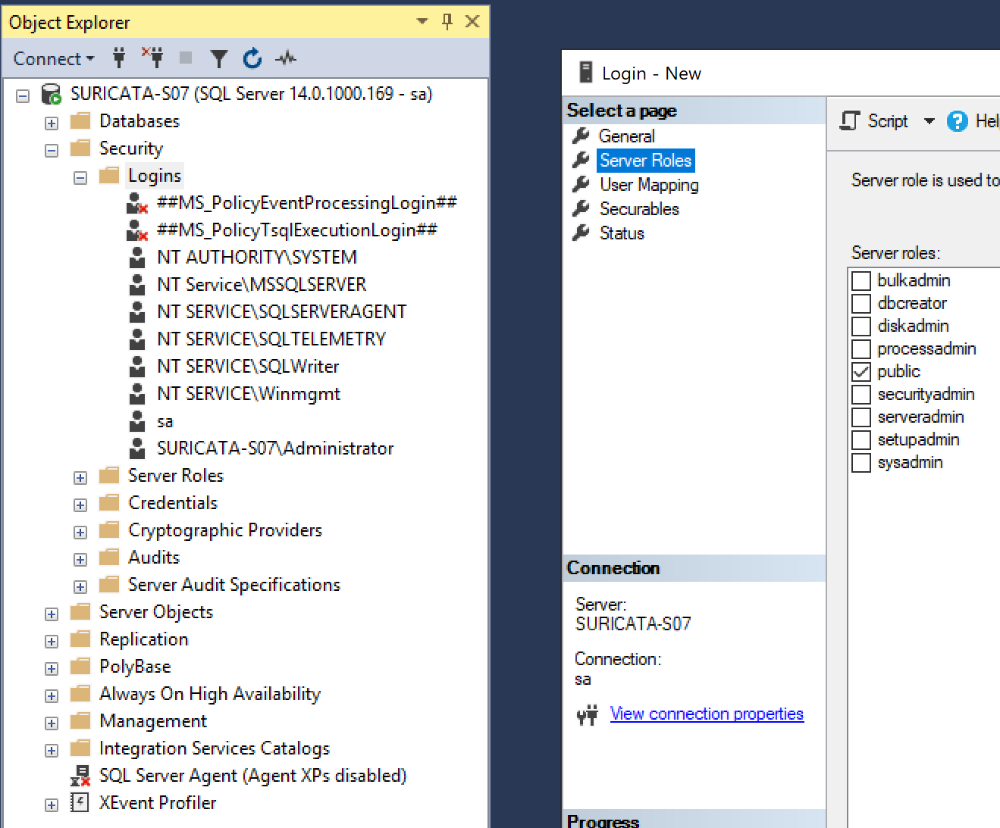 Object Explorer
Connect
SURICATA-S07 (SQL Server 14.0.1000.169 - sa)
Databases
Security
Logins
##MS_PolicyEventProcessingLogin##
##MS_PolicyTsqlExecutionLogin##
NT AUTHORITY\SYSTEM
NT Service\MSSQLSERVER
NT SERVICE\SQLSERVERAGENT
NT SERVICE\SQLTELEMETRY
NT SERVICE\SQLWriter
NT SERVICE\Winmgmt
sa
SURICATA-S07\Administrator
Server Roles
Credentials
Cryptographic Providers
Audits
Server Audit Specifications
Server Objects
Replication
PolyBase
Always On High Availability
Management
Integration Services Catalogs
SQL Server Agent (Agent XPs disabled)
XEvent Profiler
Login - New
Select a page
General
Server Roles
User Mapping
Securables
Status
Connection
Server:
SURICATA-S07
Connection:
sa
View connection properties
Progress
Script
Hel
Server role is used to
Server roles:
bulkadmin
dbcreator
diskadmin
processadmin
public
securityadmin
serveradmin
setupadmin
sysadmin